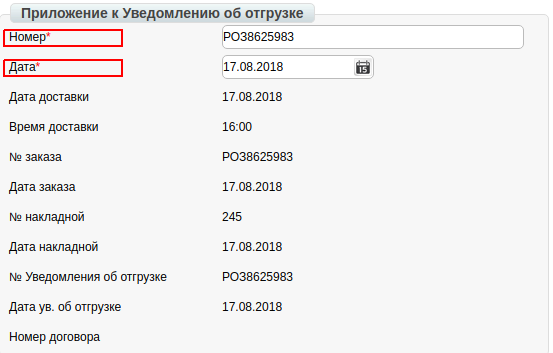 Приложение к Уведомлению об отгрузке
Номер* PO38625983
Дата* 17.08.2018 15
Дата доставки 17.08.2018
Время доставки 16:00
№ заказа PO38625983
Дата заказа 17.08.2018
№ накладной 245
Дата накладной 17.08.2018
№ Уведомления об отгрузке PO38625983
Дата ув. об отгрузке 17.08.2018
Номер договора